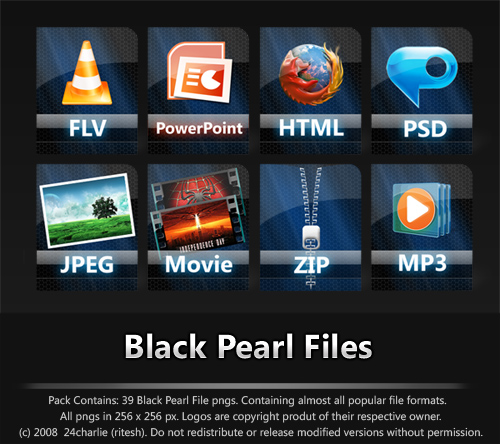 FLV PowerPoint HTML PSD
INDEPENDENCE DAY
JPEG Movie ZIP MP3
Black Pearl Files
Pack Contains: 39 Black Pearl File pngs. Containing almost all popular file formats.
All pngs in 256 x 256 px. Logos are copyright produt of their respective owner.
(c) 2008 24charlie (ritesh). Do not redistribute or release modified versions without permission.